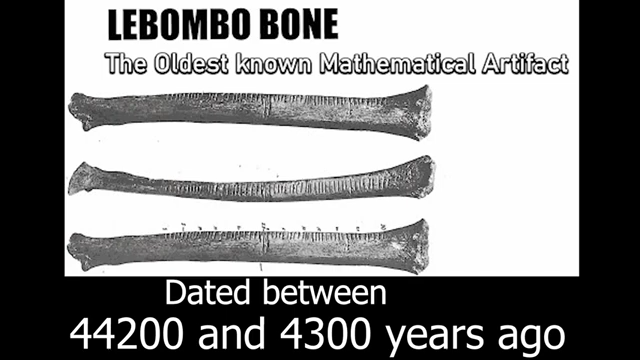 LEBOMBO BONE
The Oldest known Mathematical Artifact
Dated between
44200 and 4300 years ago